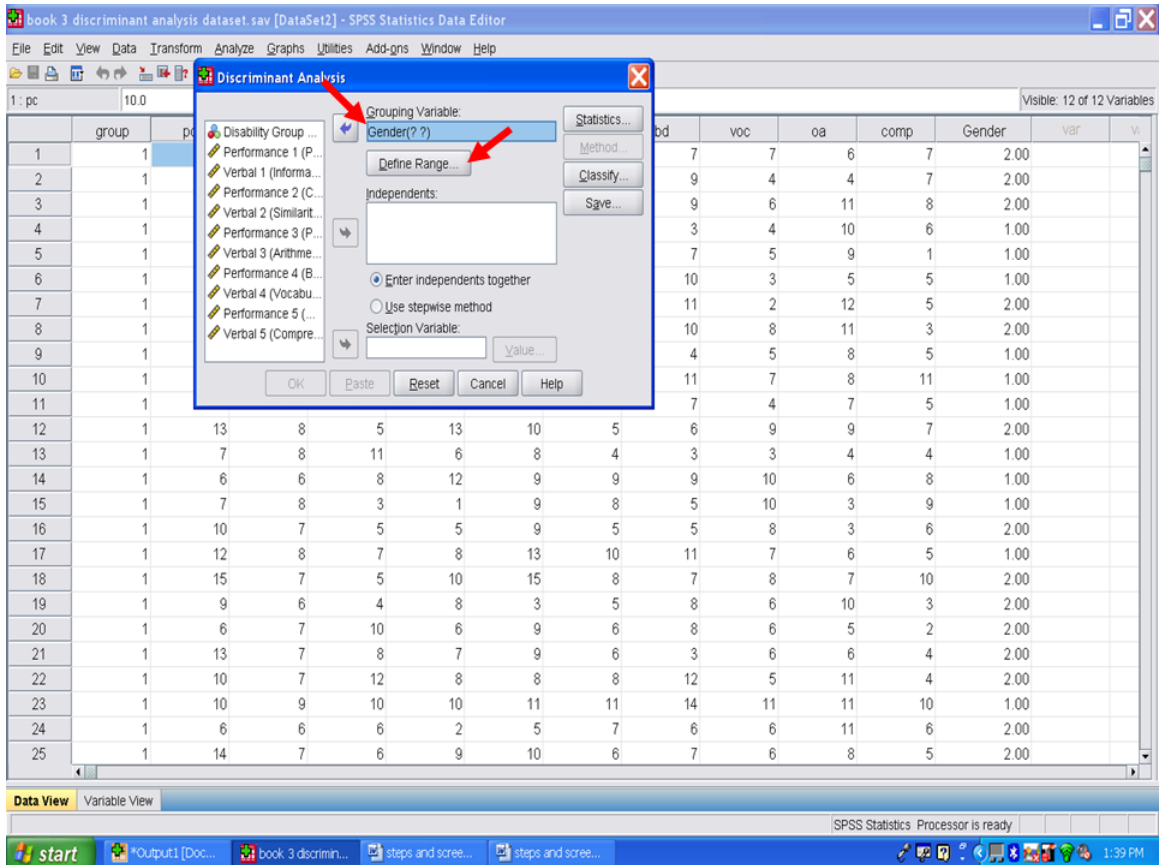 book 3 discriminant analysis dataset.sav [DataSet2] - SPSS Statistics Data Editor
File Edit View Data Transform Analyze Graphs Utilities Add-ons Window Help
1 : pc 10.0 Visible: 12 of 12 Variables
group bd voc oa comp Gender var
Discriminant Analysis
Disability Group ...
Performance 1 (P...
Verbal 1 (Informa...
Performance 2 (C...
Verbal 2 (Similarit...
Performance 3 (P...
Verbal 3 (Arithme...
Performance 4 (B...
Verbal 4 (Vocabu...
Performance 5 (...
Verbal 5 (Compre...
Grouping Variable:
Gender(? ?)
Define Range...
Independents:
Enter independents together
Use stepwise method
Selection Variable:
Value...
Statistics...
Method...
Classify...
Save...
OK Paste Reset Cancel Help
1 1 7 7 6 7 2.00
2 1 9 4 4 7 2.00
3 1 9 6 11 8 2.00
4 1 3 4 10 6 1.00
5 1 7 5 9 1 1.00
6 1 10 3 5 5 1.00
7 1 11 2 12 5 2.00
8 1 10 8 11 3 2.00
9 1 4 5 8 5 1.00
10 1 11 7 8 11 1.00
11 1 7 4 7 5 1.00
12 1 13 8 5 13 10 5 6 9 9 7 2.00
13 1 7 8 11 6 8 4 3 3 4 4 1.00
14 1 6 6 8 12 9 9 9 10 6 8 1.00
15 1 7 8 3 1 9 8 5 10 3 9 1.00
16 1 10 7 5 5 9 5 5 8 3 6 2.00
17 1 12 8 7 8 13 10 11 7 6 5 1.00
18 1 15 7 5 10 15 8 7 8 7 10 2.00
19 1 9 6 4 8 3 5 8 6 10 3 2.00
20 1 6 7 10 6 9 6 8 6 5 2 2.00
21 1 13 7 8 7 9 6 3 6 6 4 2.00
22 1 10 7 12 8 8 8 12 5 11 4 2.00
23 1 10 9 10 10 11 11 14 11 11 10 1.00
24 1 6 6 6 2 5 7 6 6 11 6 2.00
25 1 14 7 6 9 10 6 7 6 8 5 2.00
Data View Variable View
SPSS Statistics Processor is ready
start *Output1 [Doc... book 3 discrimin... steps and scree... steps and scree... 1:39 PM